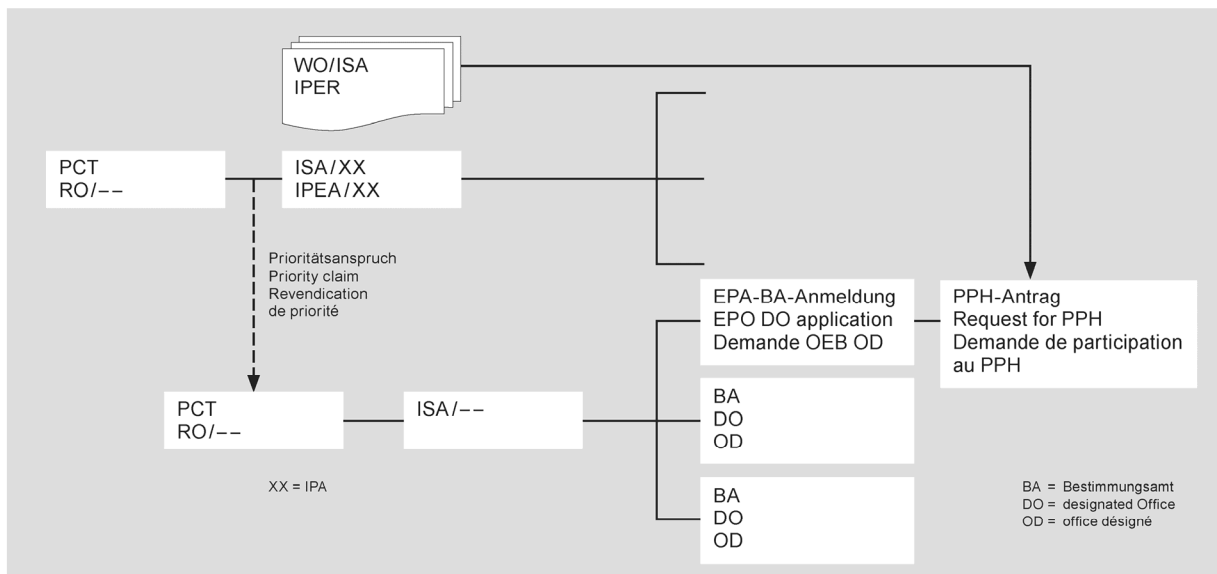 WO/ISA
IPER
PCT
RO/––
ISA/XX
IPEA/XX
Prioritätsanspruch
Priority claim
Revendication
de priorité
EPA-BA-Anmeldung
EPO DO application
Demande OEB OD
PPH-Antrag
Request for PPH
Demande de participation
au PPH
PCT
RO/––
ISA/––
BA
DO
OD
XX = IPA
BA
DO
OD
BA = Bestimmungsamt
DO = designated Office
OD = office désigné